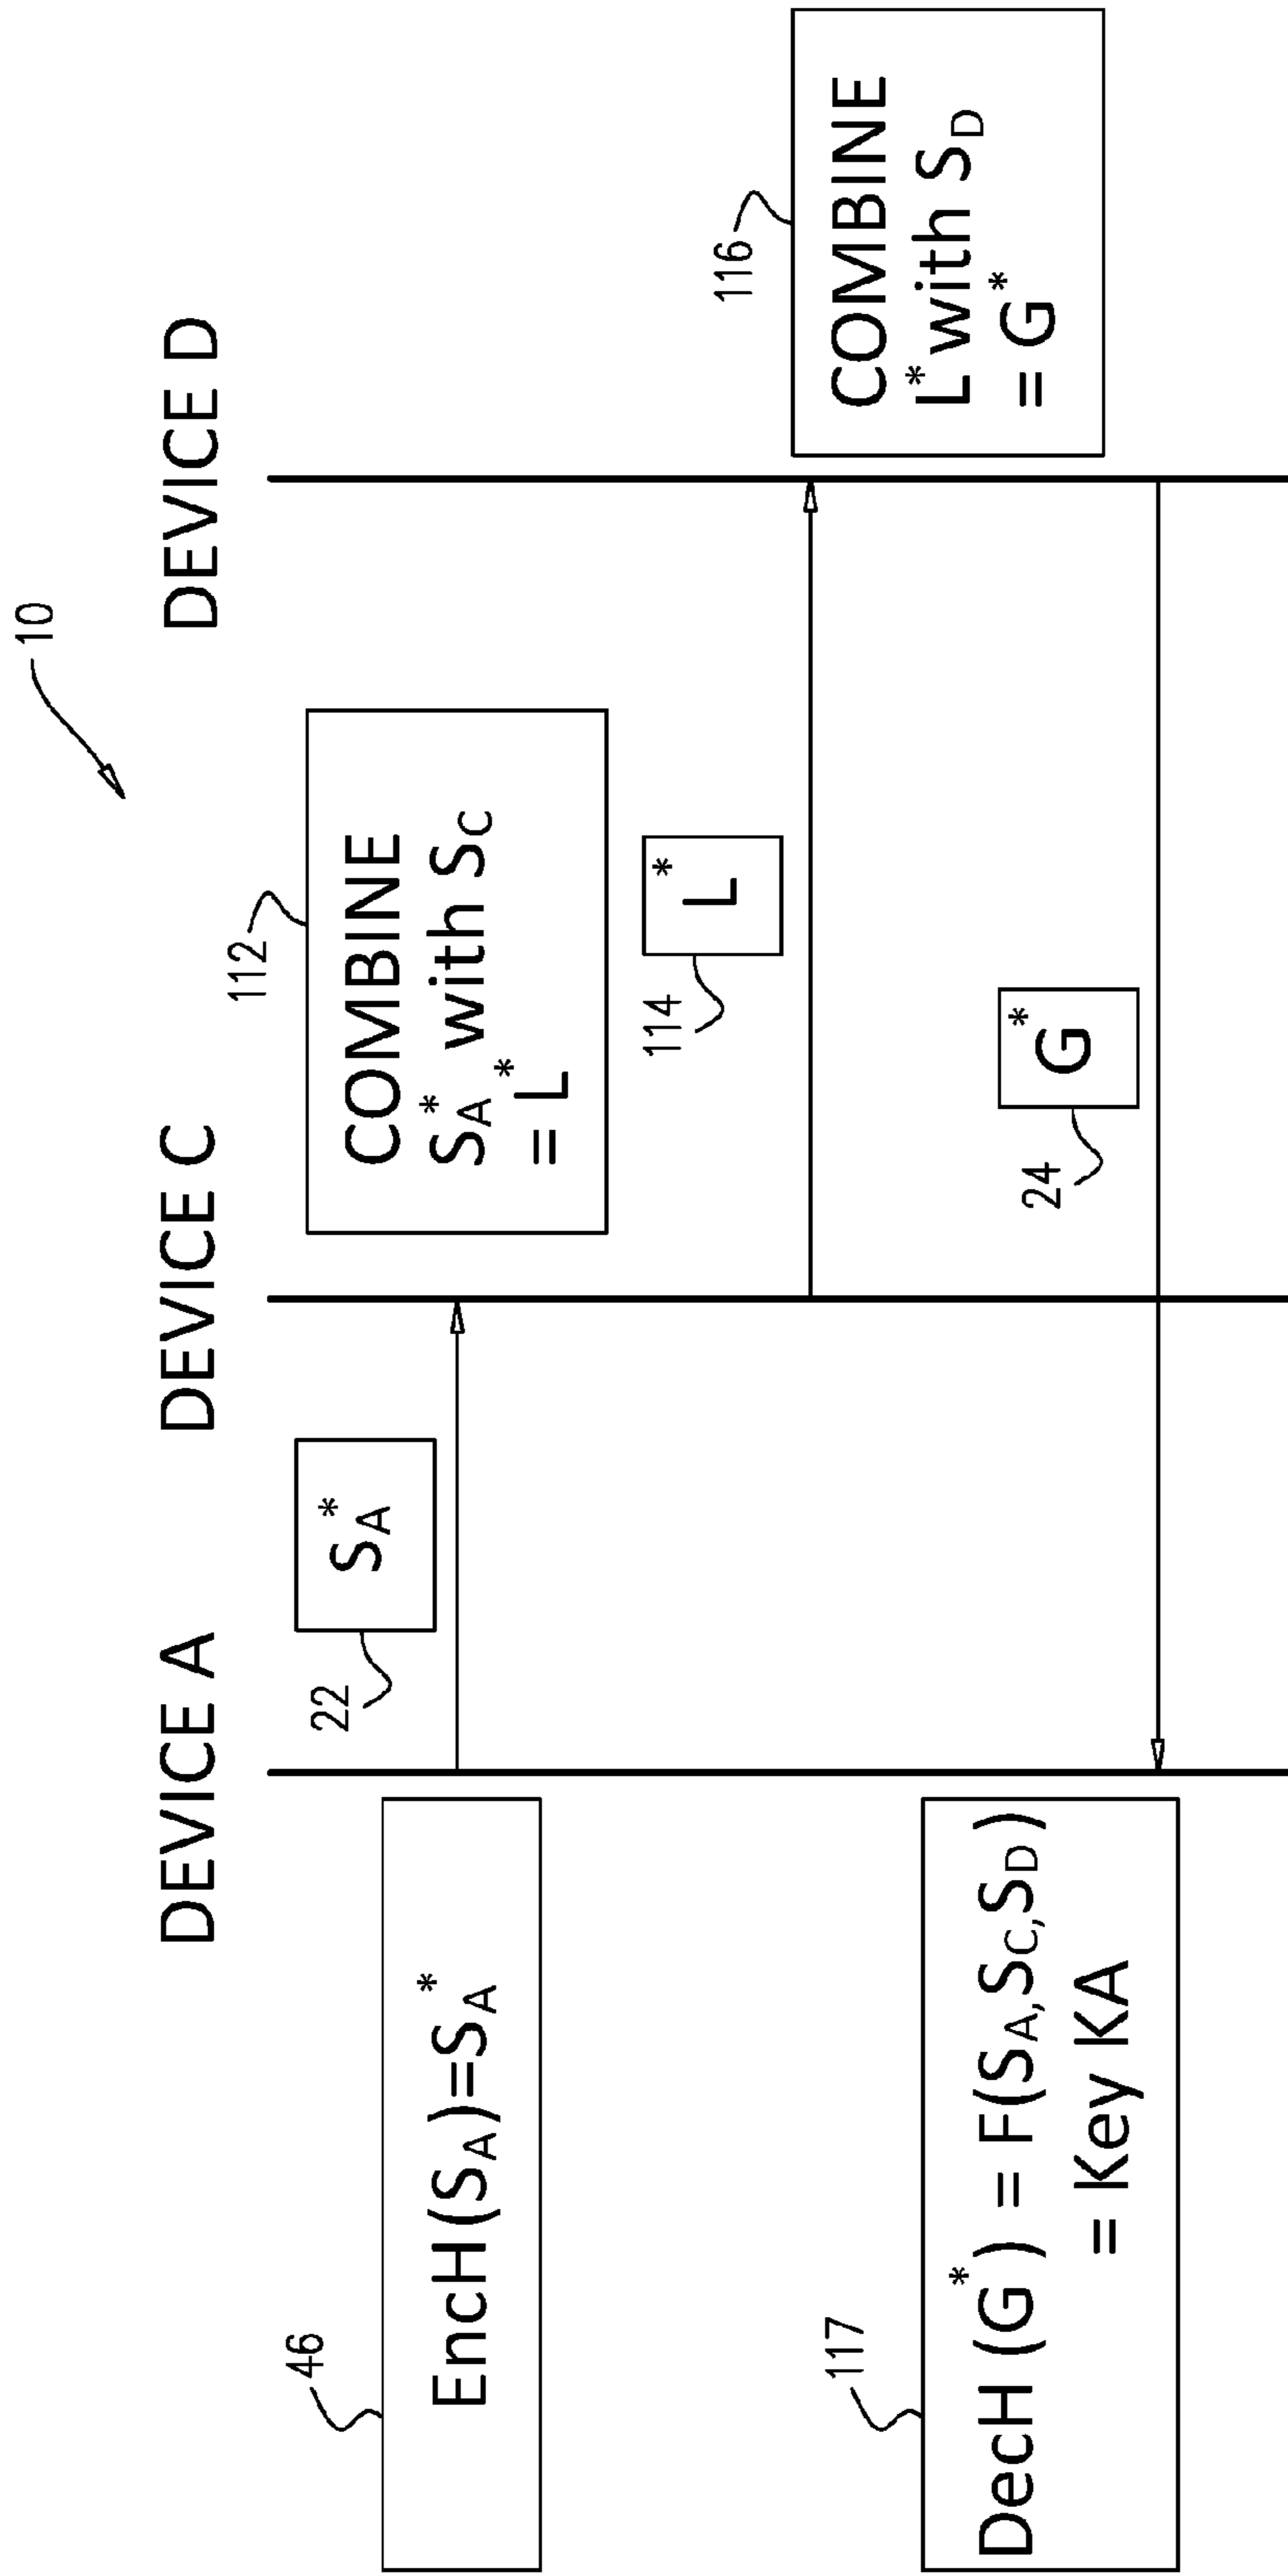 10
DEVICE A
DEVICE C
DEVICE D
46
EncH(S_A)=S_A*
22
S_A*
112
COMBINE
S_A* with S_C
= L*
114
L*
116
COMBINE
L* with S_D
= G*
24
G*
117
DecH (G*) = F(S_A,S_C,S_D)
= Key KA